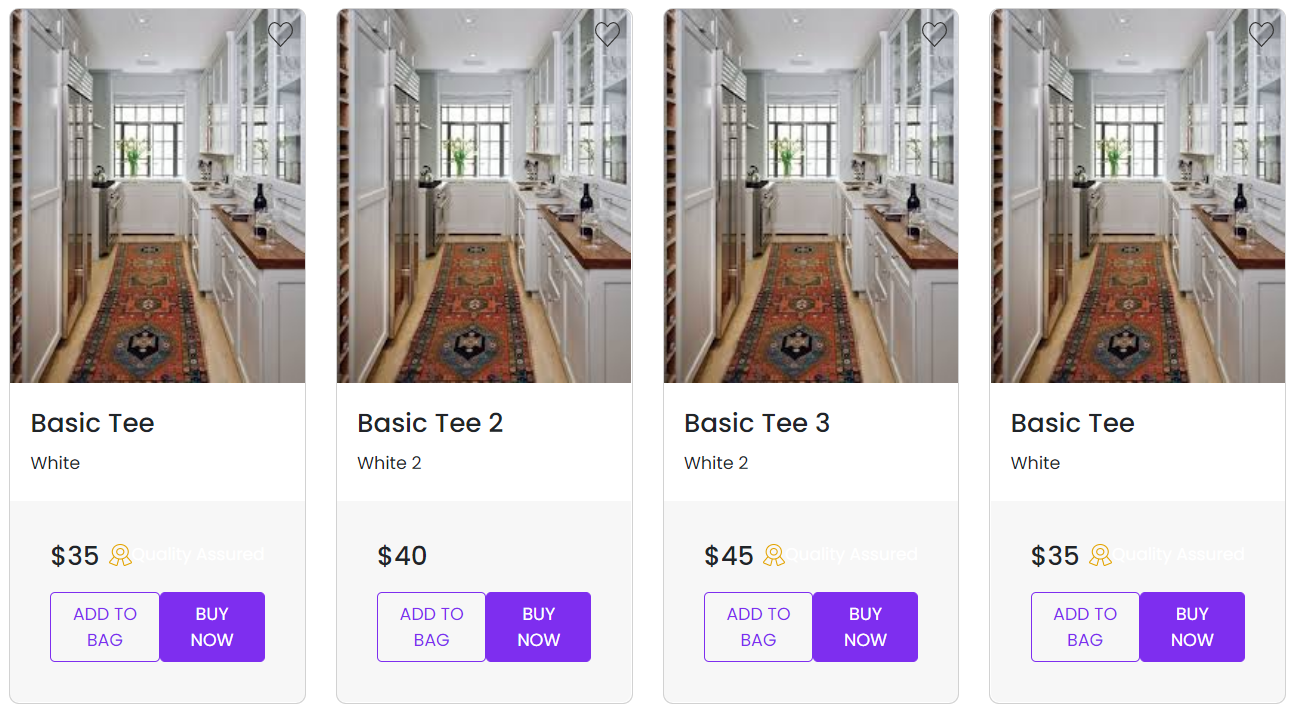 Basic Tee
White
$35 Quality Assured
ADD TO
BAG
BUY
NOW
Basic Tee 2
White 2
$40
ADD TO
BAG
BUY
NOW
Basic Tee 3
White 2
$45 Quality Assured
ADD TO
BAG
BUY
NOW
Basic Tee
White
$35 Quality Assured
ADD TO
BAG
BUY
NOW